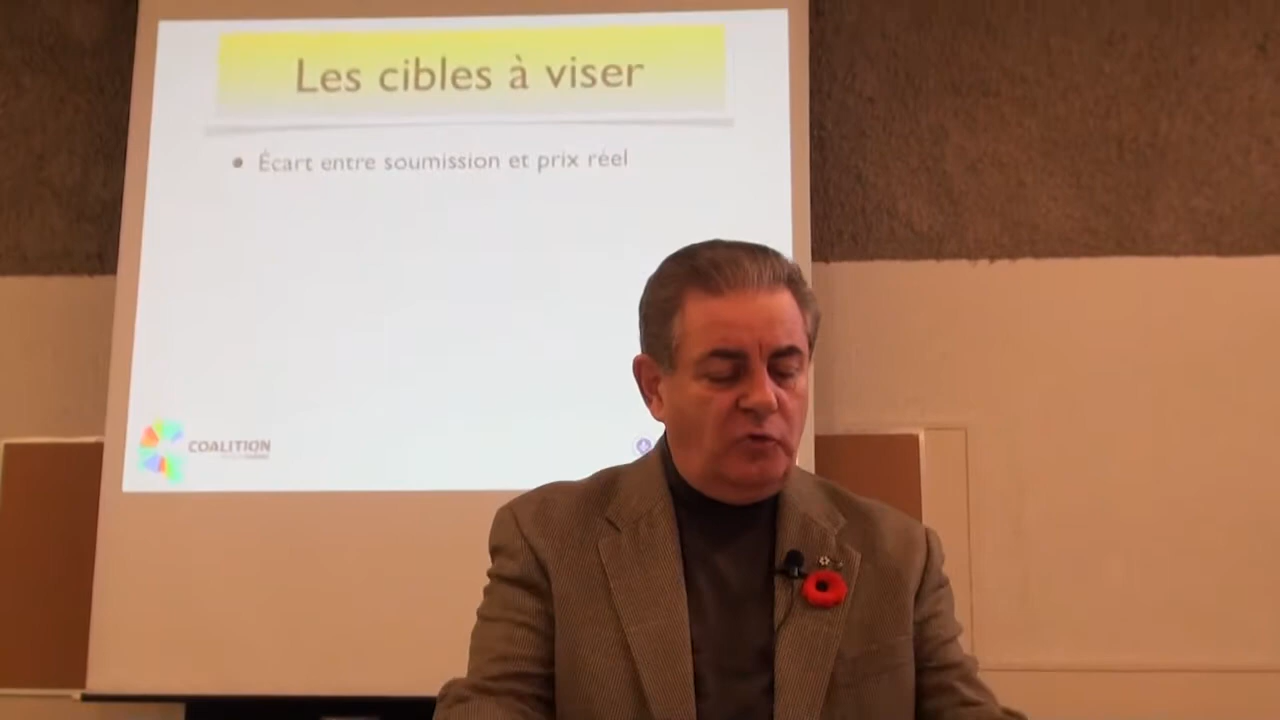 Les cibles à viser
• Écart entre soumission et prix réel
COALITION